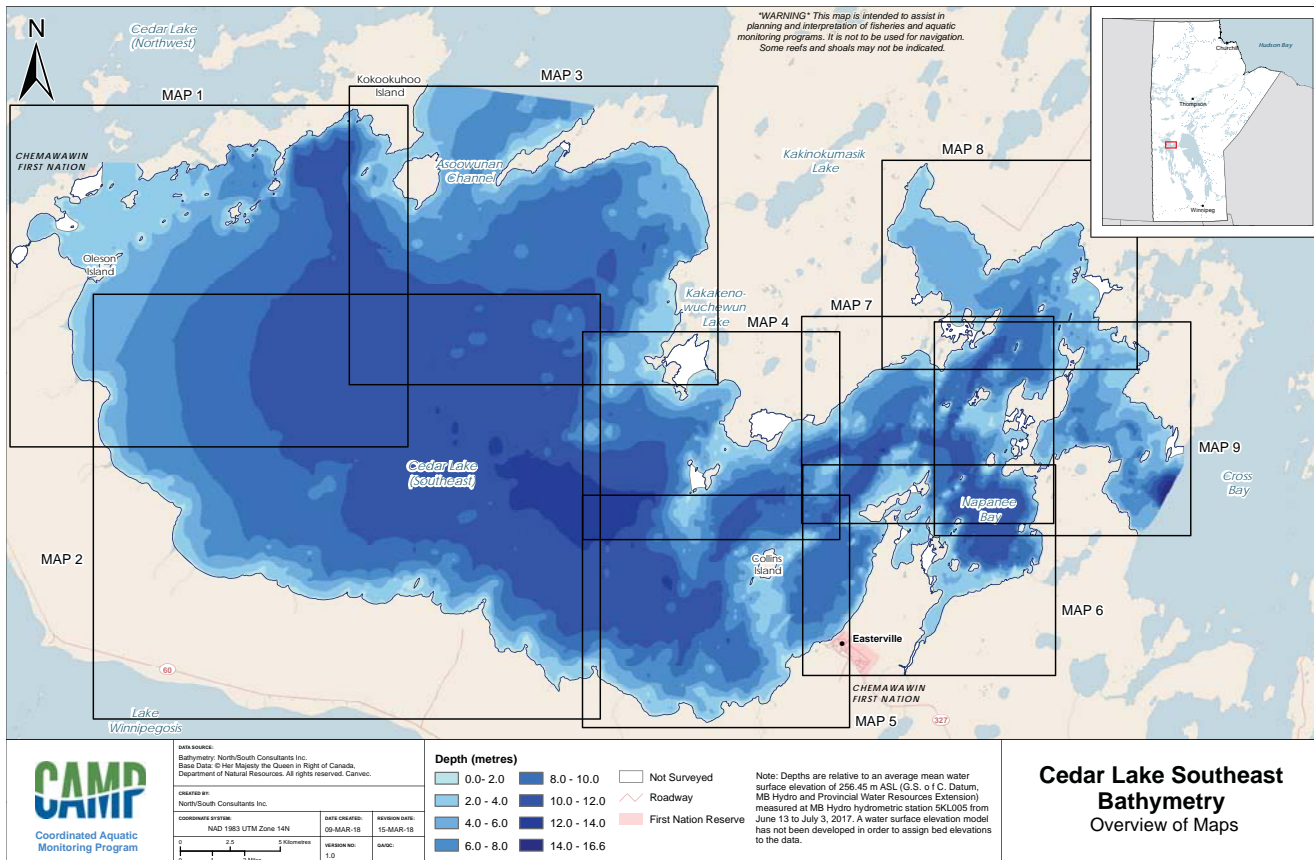 *WARNING* This map is intended to assist in
planning and interpretation of fisheries and aquatic
monitoring programs. It is not to be used for navigation.
Some reefs and shoals may not be indicated.
N
Cedar Lake
(Northwest)
Hudson Bay
Churchill
Thompson
Winnipeg
MAP 1
Kokookuhoo
Island
MAP 3
CHEMAWAWIN
FIRST NATION
Asoowunan
Channel
Kakinokumasik
Lake
MAP 8
Oleson
Island
Kakakeno-
wuchewun
Lake
MAP 4
MAP 7
MAP 9
Cedar Lake
(Southeast)
Napanee
Bay
Cross
Bay
MAP 2
Collins
Island
MAP 6
Easterville
60
CHEMAWAWIN
FIRST NATION
327
MAP 5
Lake
Winnipegosis
CAMP
Coordinated Aquatic
Monitoring Program
DATA SOURCE:
Bathymetry: North/South Consultants Inc.
Base Data: © Her Majesty the Queen in Right of Canada,
Department of Natural Resources. All rights reserved. Canvec.
CREATED BY:
North/South Consultants Inc.
COORDINATE SYSTEM:
NAD 1983 UTM Zone 14N
DATE CREATED:
09-MAR-18
REVISION DATE:
15-MAR-18
0 2.5 5 Kilometres
0 1 2 Miles
VERSION NO:
1.0
QA/QC:
Depth (metres)
0.0- 2.0
2.0 - 4.0
4.0 - 6.0
6.0 - 8.0
8.0 - 10.0
10.0 - 12.0
12.0 - 14.0
14.0 - 16.6
Not Surveyed
Roadway
First Nation Reserve
Note: Depths are relative to an average mean water
surface elevation of 256.45 m ASL (G.S. of C. Datum,
MB Hydro and Provincial Water Resources Extension)
measured at MB Hydro hydrometric station 5KL005 from
June 13 to July 3, 2017. A water surface elevation model
has not been developed in order to assign bed elevations
to the data.
Cedar Lake Southeast
Bathymetry
Overview of Maps